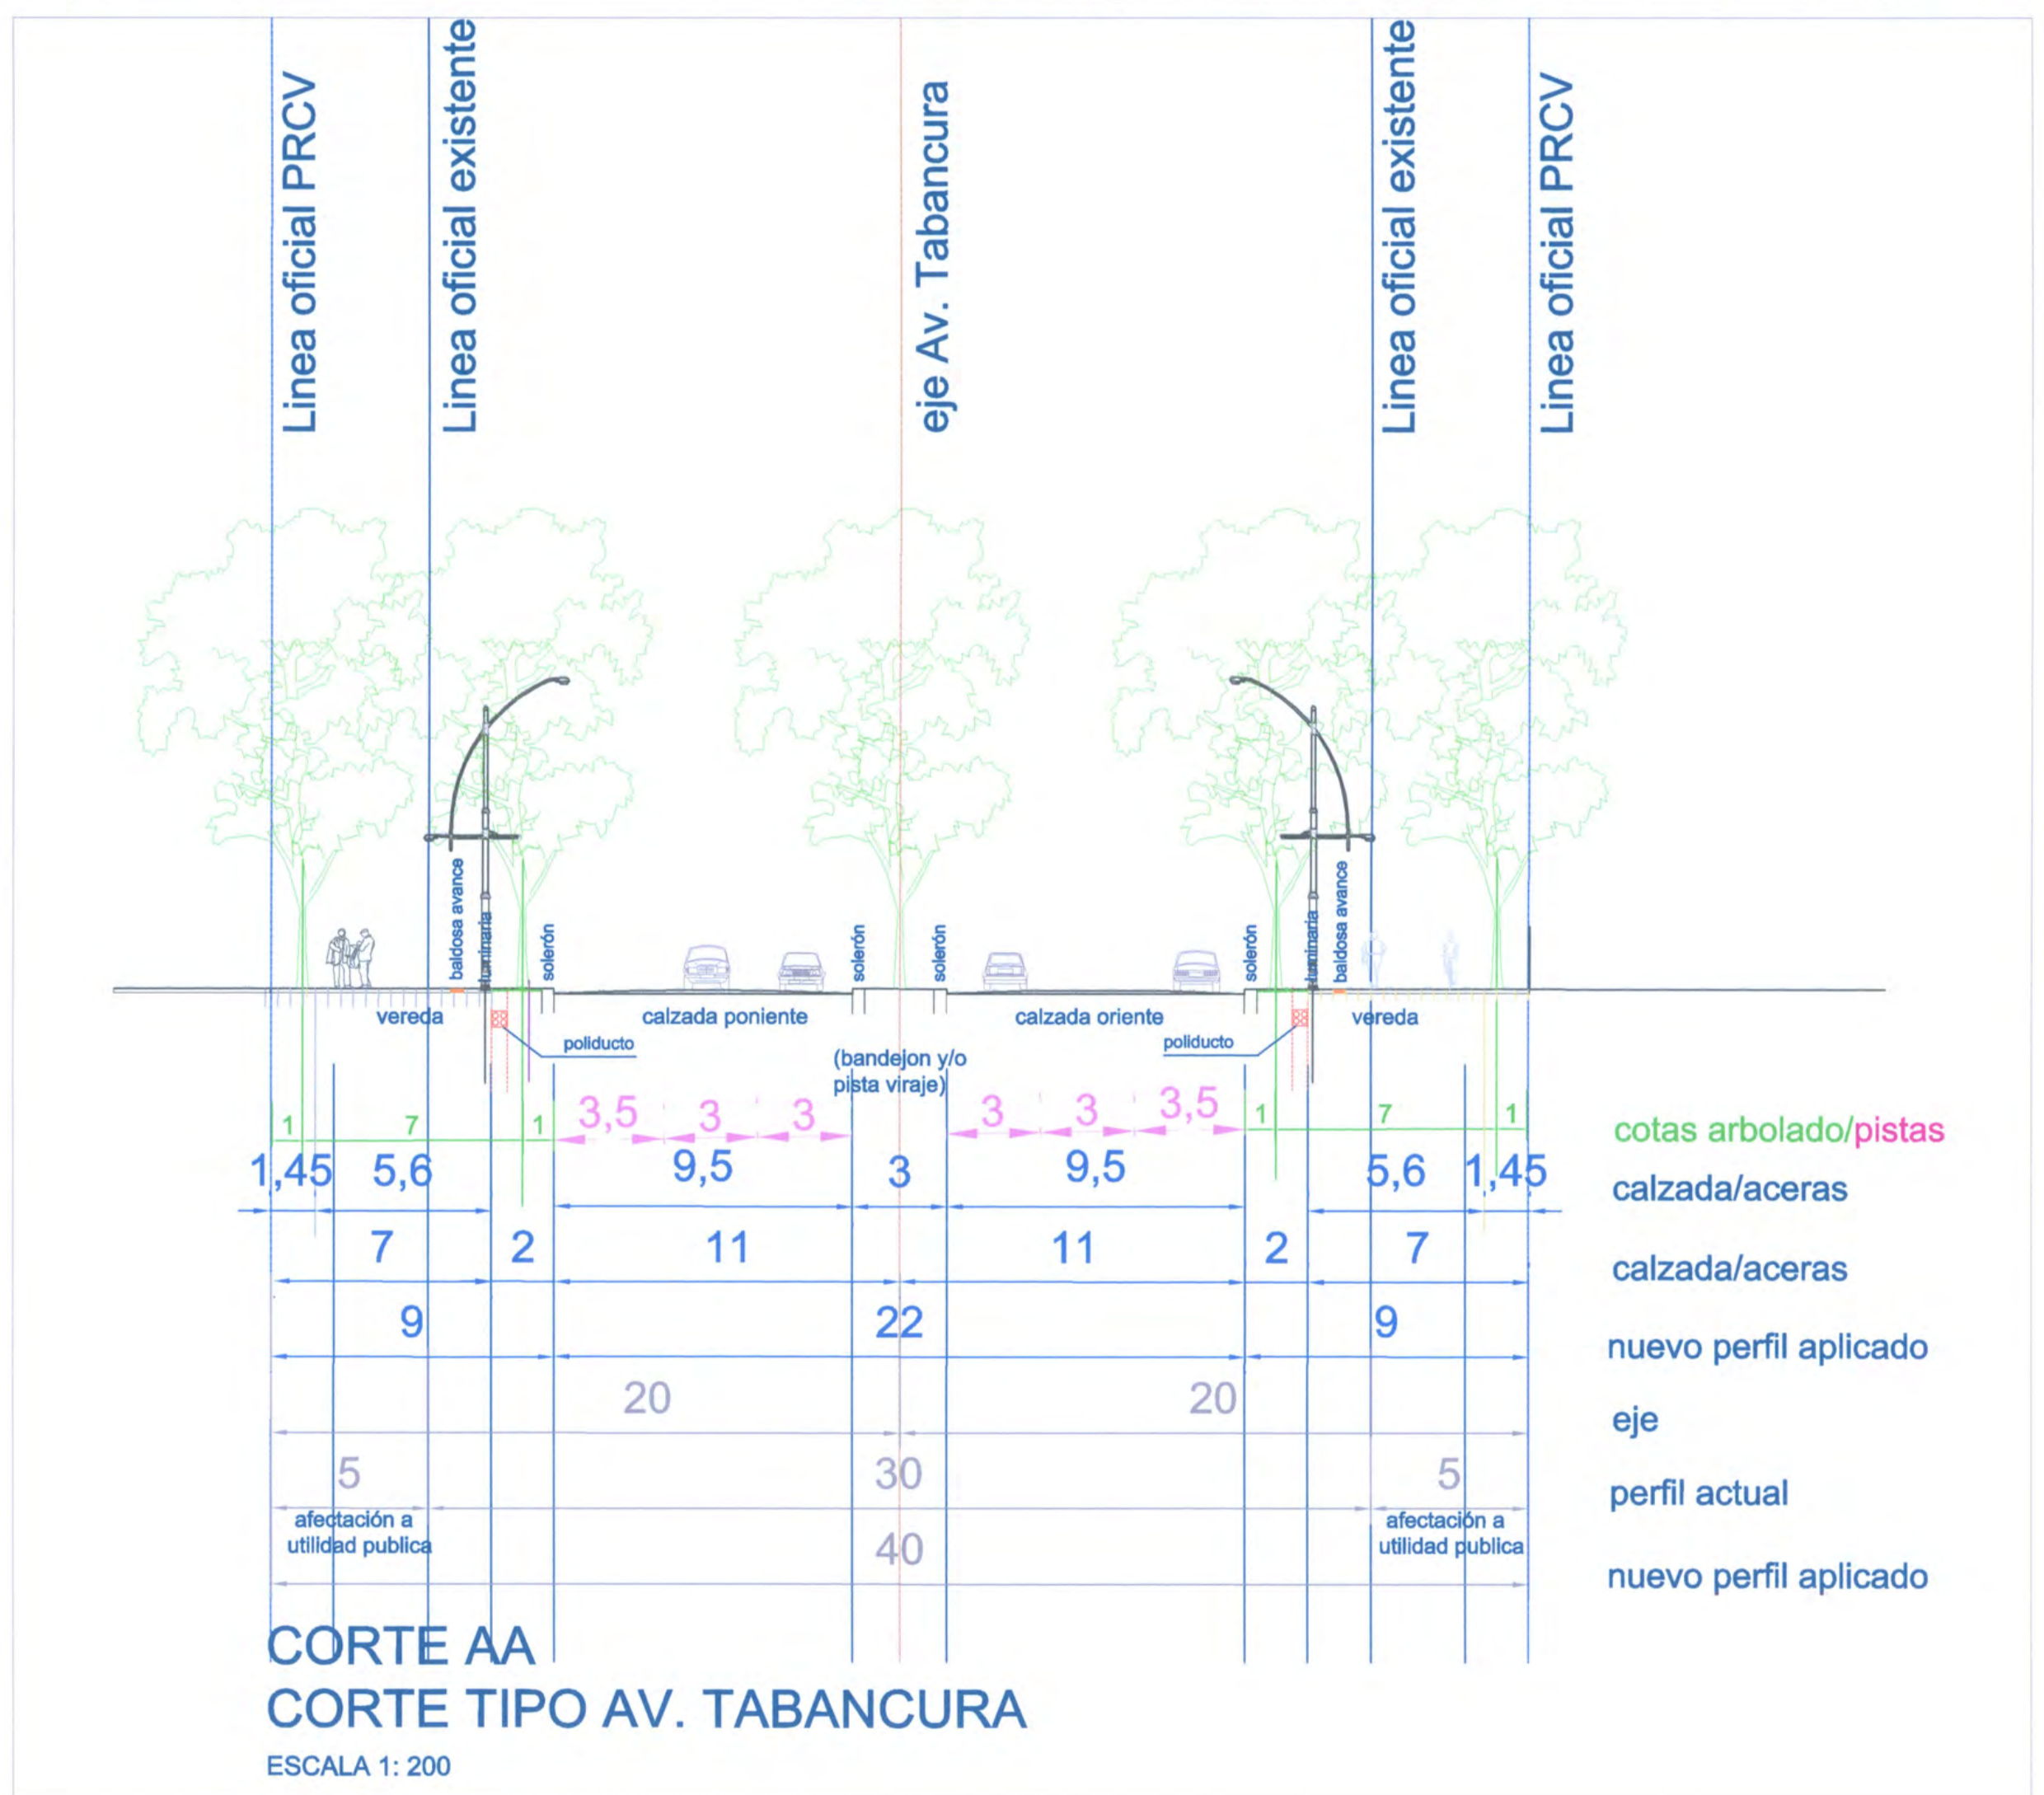 Linea oficial PRCV
Linea oficial existente
eje Av. Tabancura
Linea oficial existente
Linea oficial PRCV
baldosa avance
luminaria
solerón
solerón
solerón
solerón
luminaria
baldosa avance
vereda
calzada poniente
calzada oriente
vereda
poliducto
(bandejon y/o
pista viraje)
poliducto
1 7 1 3,5 3 3 3 3 3,5 1 7 1
cotas arbolado/pistas
1,45 5,6 9,5 3 9,5 5,6 1,45
calzada/aceras
7 2 11 11 2 7
calzada/aceras
9 22 9
nuevo perfil aplicado
20 20
eje
5 30 5
perfil actual
afectación a
utilidad publica
afectación a
utilidad publica
40
nuevo perfil aplicado
CORTE AA
CORTE TIPO AV. TABANCURA
ESCALA 1: 200